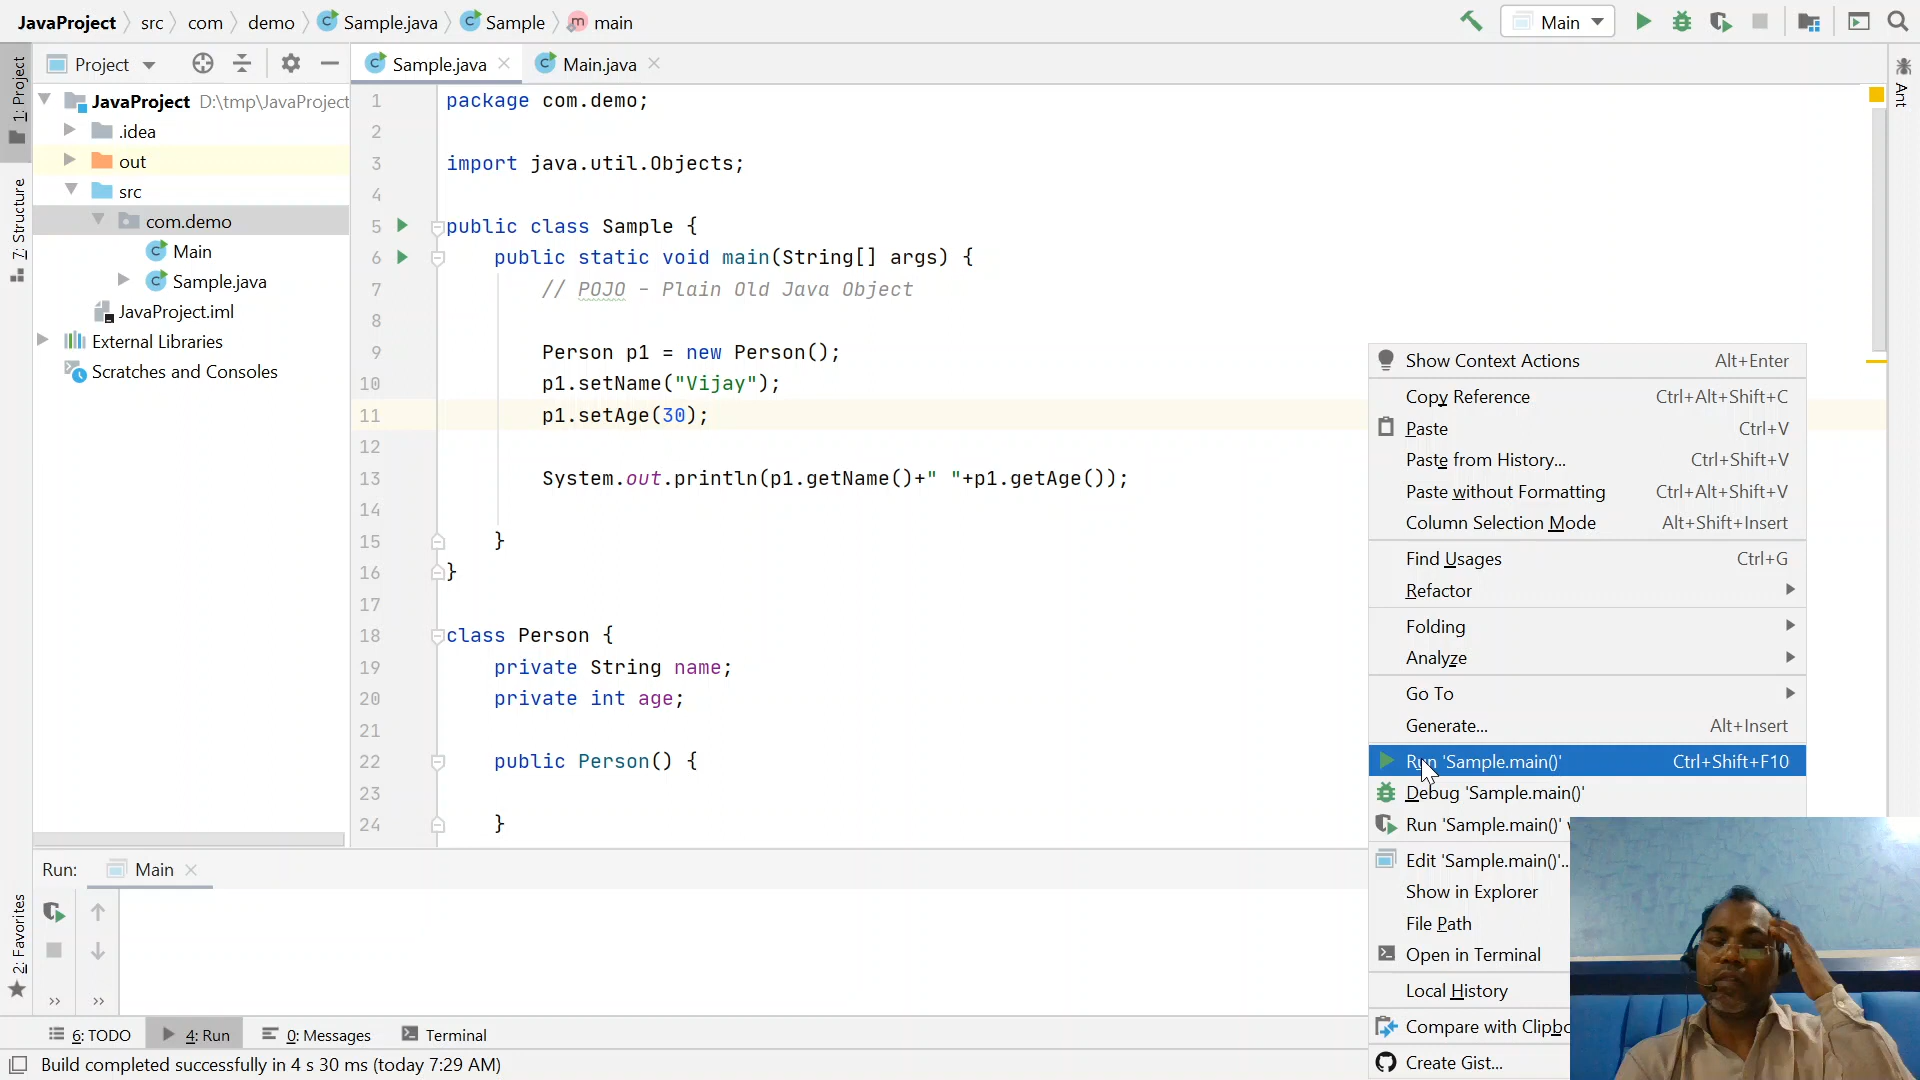 JavaProject src com demo Sample.java Sample main
Main
1: Project
Project
Sample.java
Main.java
Ant
JavaProject D:\tmp\JavaProject
.idea
out
src
com.demo
Main
Sample.java
JavaProject.iml
External Libraries
Scratches and Consoles
7: Structure
2: Favorites
1 package com.demo;
2
3 import java.util.Objects;
4
5 public class Sample {
6 public static void main(String[] args) {
7 // POJO - Plain Old Java Object
8
9 Person p1 = new Person();
10 p1.setName("Vijay");
11 p1.setAge(30);
12
13 System.out.println(p1.getName()+" "+p1.getAge());
14
15 }
16 }
17
18 class Person {
19 private String name;
20 private int age;
21
22 public Person() {
23
24 }
Show Context Actions Alt+Enter
Copy Reference Ctrl+Alt+Shift+C
Paste Ctrl+V
Paste from History... Ctrl+Shift+V
Paste without Formatting Ctrl+Alt+Shift+V
Column Selection Mode Alt+Shift+Insert
Find Usages Ctrl+G
Refactor
Folding
Analyze
Go To
Generate... Alt+Insert
Run 'Sample.main()' Ctrl+Shift+F10
Debug 'Sample.main()'
Run 'Sample.main()'
Edit 'Sample.main()'..
Show in Explorer
File Path
Open in Terminal
Local History
Compare with Clipbo
Create Gist...
Run: Main
6: TODO 4: Run 0: Messages Terminal
Build completed successfully in 4 s 30 ms (today 7:29 AM)